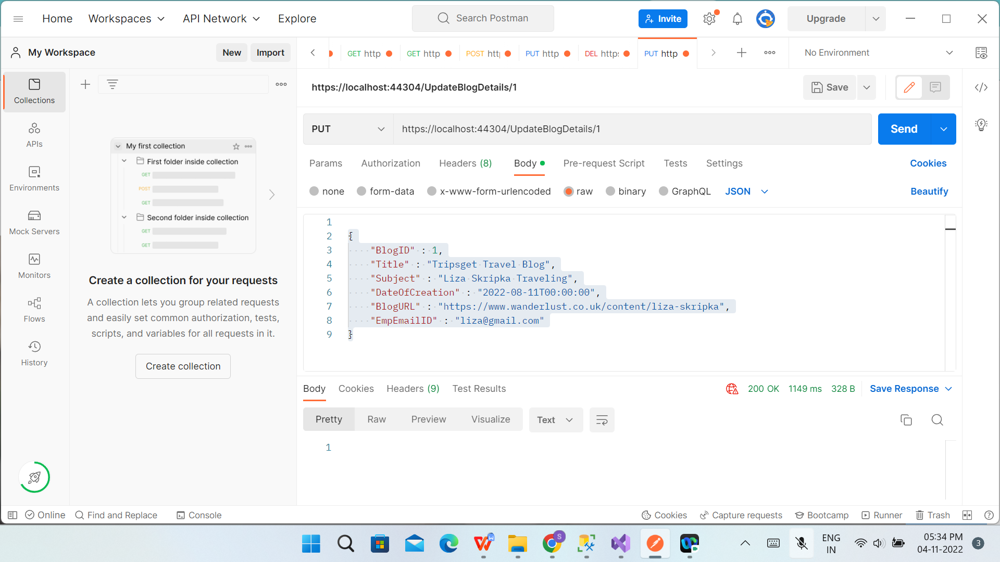 Home
Workspaces
API Network
Explore
Search Postman
Invite
Upgrade
My Workspace
New
Import
GET http
GET http
POST htt
PUT http
DEL http
PUT http
No Environment
Collections
APIs
Environments
Mock Servers
Monitors
Flows
History
My first collection
First folder inside collection
GET
POST
GET
Second folder inside collection
GET
GET
Create a collection for your requests
A collection lets you group related requests
and easily set common authorization, tests,
scripts, and variables for all requests in it.
Create collection
https://localhost:44304/UpdateBlogDetails/1
Save
PUT
https://localhost:44304/UpdateBlogDetails/1
Send
Params
Authorization
Headers (8)
Body
Pre-request Script
Tests
Settings
Cookies
none
form-data
x-www-form-urlencoded
raw
binary
GraphQL
JSON
Beautify
1
2 {
3 "BlogID" : 1,
4 "Title" : "Tripsget Travel Blog",
5 "Subject" : "Liza Skripka Traveling",
6 "DateOfCreation" : "2022-08-11T00:00:00",
7 "BlogURL" : "https://www.wanderlust.co.uk/content/liza-skripka",
8 "EmpEmailID" : "liza@gmail.com"
9 }
Body
Cookies
Headers (9)
Test Results
200 OK
1149 ms
328 B
Save Response
Pretty
Raw
Preview
Visualize
Text
1
Online
Find and Replace
Console
Cookies
Capture requests
Bootcamp
Runner
Trash
W
S
ENG
IN
05:34 PM
04-11-2022
3